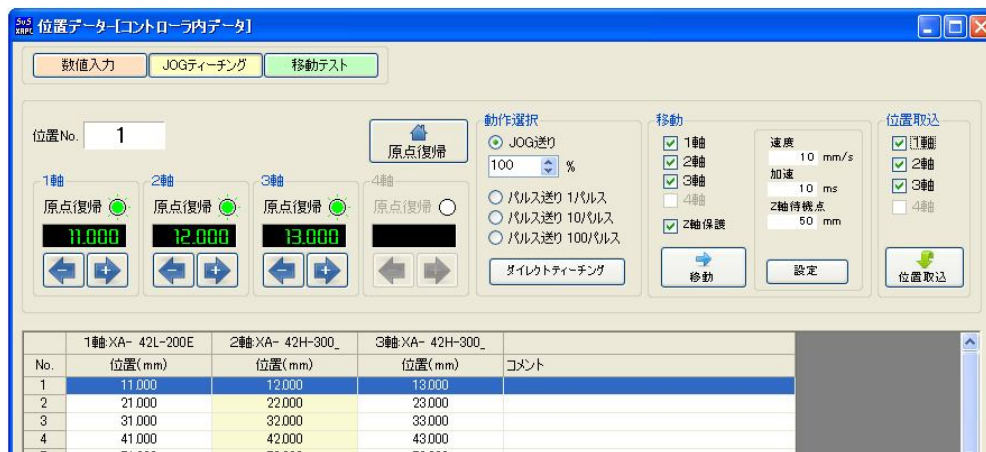 SVS XAPC 位置データ-[コントローラ内データ]
数値入力 JOGティーチング 移動テスト
位置No. 1
原点復帰
1軸
原点復帰
11.000
2軸
原点復帰
12.000
3軸
原点復帰
13.000
4軸
原点復帰
動作選択
JOG送り
100 %
パルス送り 1パルス
パルス送り 10パルス
パルス送り 100パルス
ダイレクトティーチング
移動
1軸
2軸
3軸
4軸
Z軸保護
移動
速度
10 mm/s
加速
10 ms
Z軸待機点
50 mm
設定
位置取込
1軸
2軸
3軸
4軸
位置取込
1軸:XA- 42L-200E 2軸:XA- 42H-300_ 3軸:XA- 42H-300_
No. 位置(mm) 位置(mm) 位置(mm) コメント
1 11.000 12.000 13.000
2 21.000 22.000 23.000
3 31.000 32.000 33.000
4 41.000 42.000 43.000